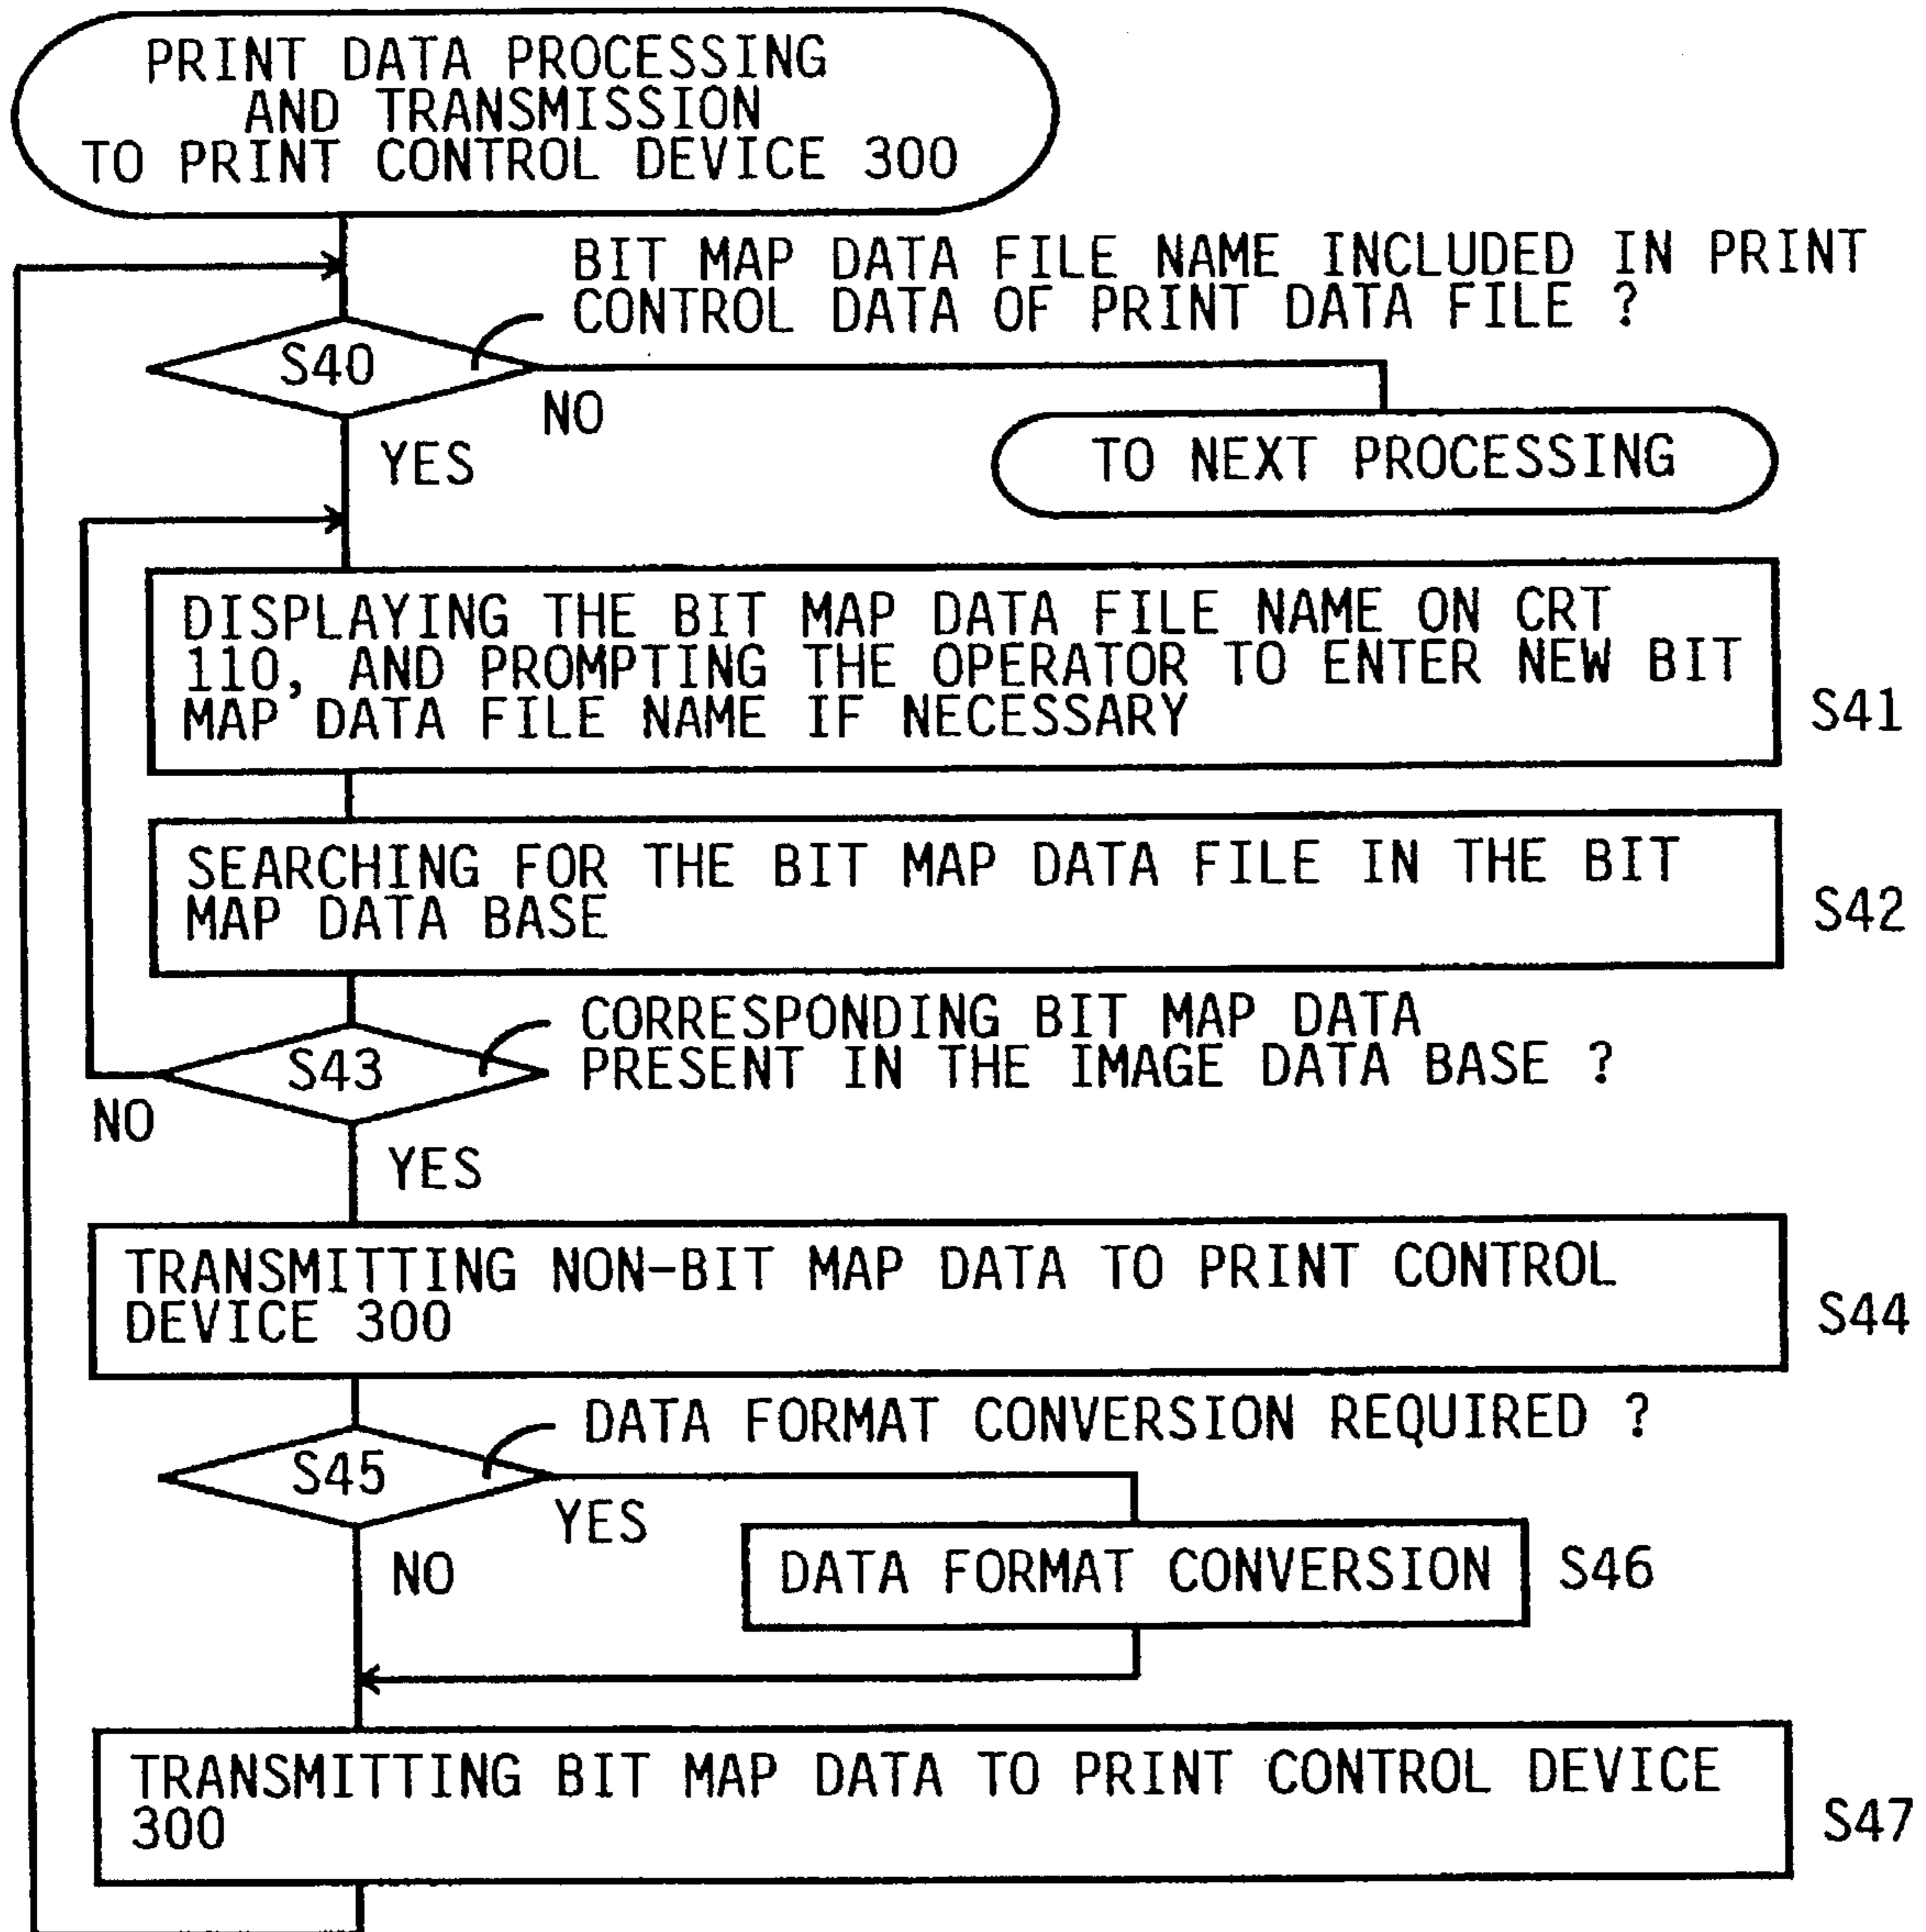 PRINT DATA PROCESSING
AND TRANSMISSION
TO PRINT CONTROL DEVICE 300
BIT MAP DATA FILE NAME INCLUDED IN PRINT
CONTROL DATA OF PRINT DATA FILE ?
S40
NO
YES
TO NEXT PROCESSING
DISPLAYING THE BIT MAP DATA FILE NAME ON CRT
110, AND PROMPTING THE OPERATOR TO ENTER NEW BIT
MAP DATA FILE NAME IF NECESSARY
S41
SEARCHING FOR THE BIT MAP DATA FILE IN THE BIT
MAP DATA BASE
S42
CORRESPONDING BIT MAP DATA
PRESENT IN THE IMAGE DATA BASE ?
S43
NO
YES
TRANSMITTING NON-BIT MAP DATA TO PRINT CONTROL
DEVICE 300
S44
DATA FORMAT CONVERSION REQUIRED ?
S45
YES
NO
DATA FORMAT CONVERSION
S46
TRANSMITTING BIT MAP DATA TO PRINT CONTROL DEVICE
300
S47